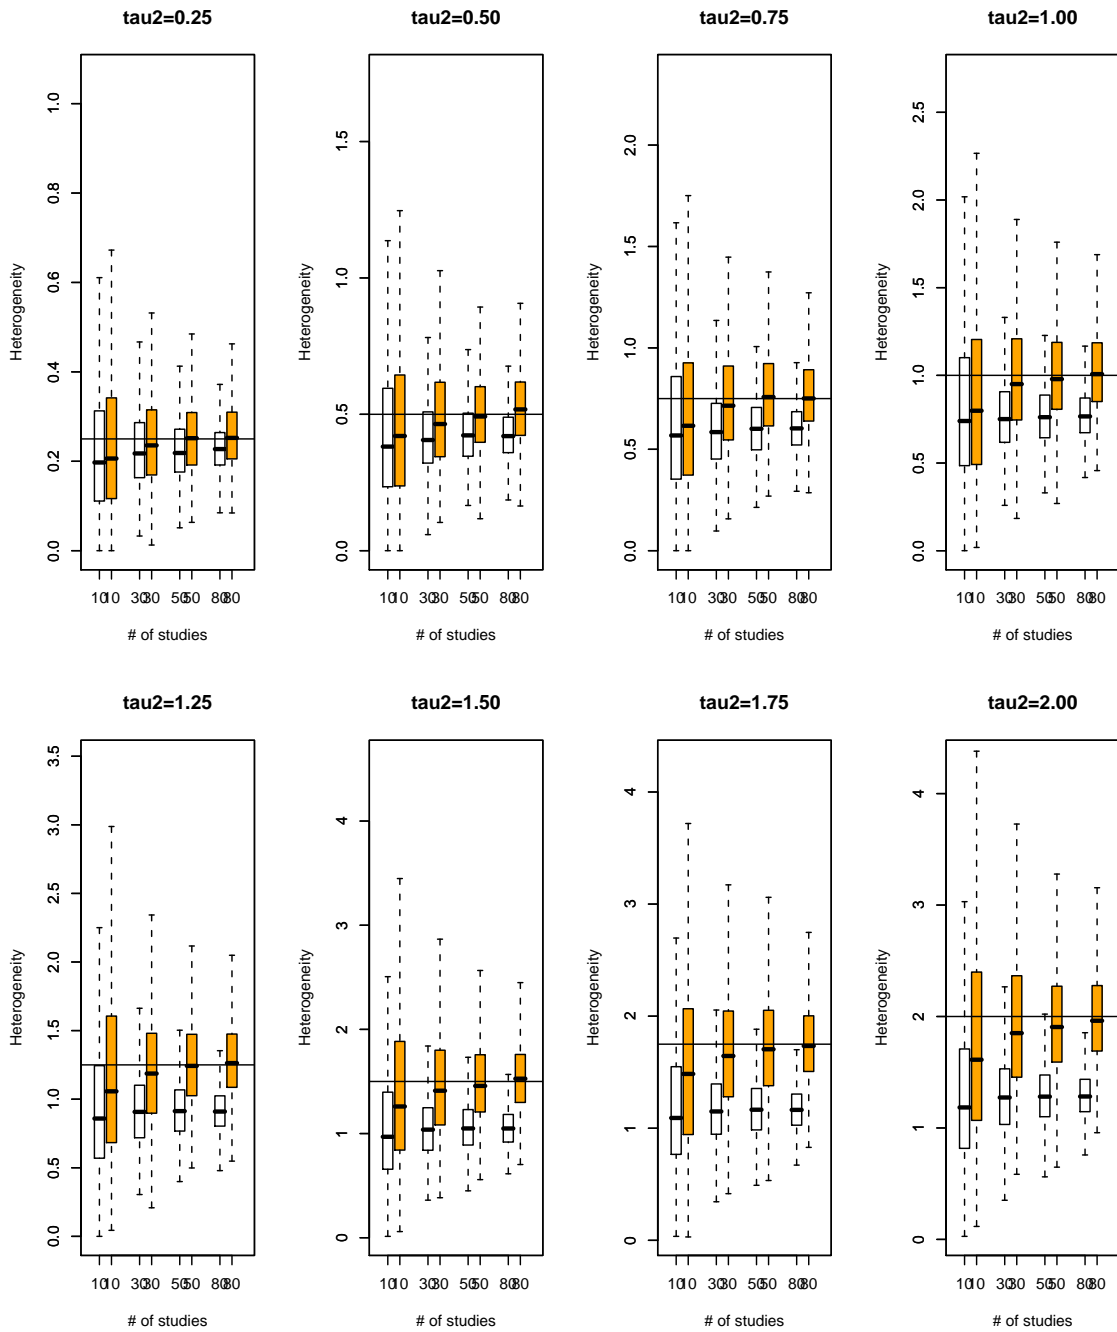 tau2=0.25
tau2=0.50
tau2=0.75
tau2=1.00
Heterogeneity
0.0 0.2 0.4 0.6 0.8 1.0
10 10 30 30 50 50 80 80
# of studies
Heterogeneity
0.0 0.5 1.0 1.5
10 10 30 30 50 50 80 80
# of studies
Heterogeneity
0.0 0.5 1.0 1.5 2.0
10 10 30 30 50 50 80 80
# of studies
Heterogeneity
0.0 0.5 1.0 1.5 2.0 2.5
10 10 30 30 50 50 80 80
# of studies
tau2=1.25
tau2=1.50
tau2=1.75
tau2=2.00
Heterogeneity
0.0 0.5 1.0 1.5 2.0 2.5 3.0 3.5
10 10 30 30 50 50 80 80
# of studies
Heterogeneity
0 1 2 3 4
10 10 30 30 50 50 80 80
# of studies
Heterogeneity
0 1 2 3 4
10 10 30 30 50 50 80 80
# of studies
Heterogeneity
0 1 2 3 4
10 10 30 30 50 50 80 80
# of studies